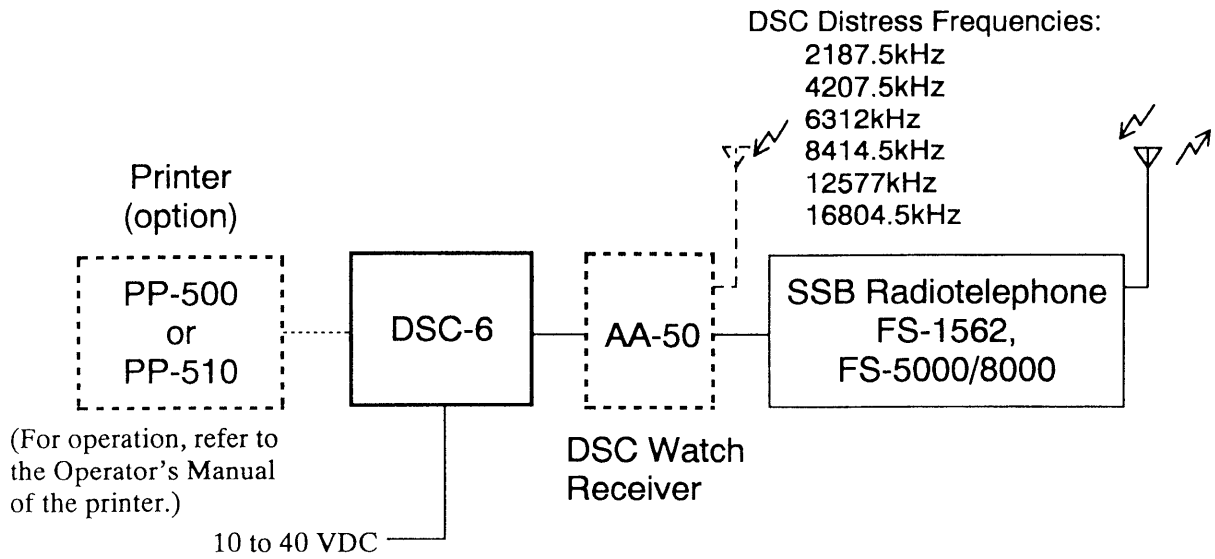 DSC Distress Frequencies:
2187.5kHz
4207.5kHz
6312kHz
8414.5kHz
12577kHz
16804.5kHz
Printer
(option)
PP-500
or
PP-510
DSC-6
AA-50
SSB Radiotelephone
FS-1562,
FS-5000/8000
(For operation, refer to
the Operator's Manual
of the printer.)
DSC Watch
Receiver
10 to 40 VDC